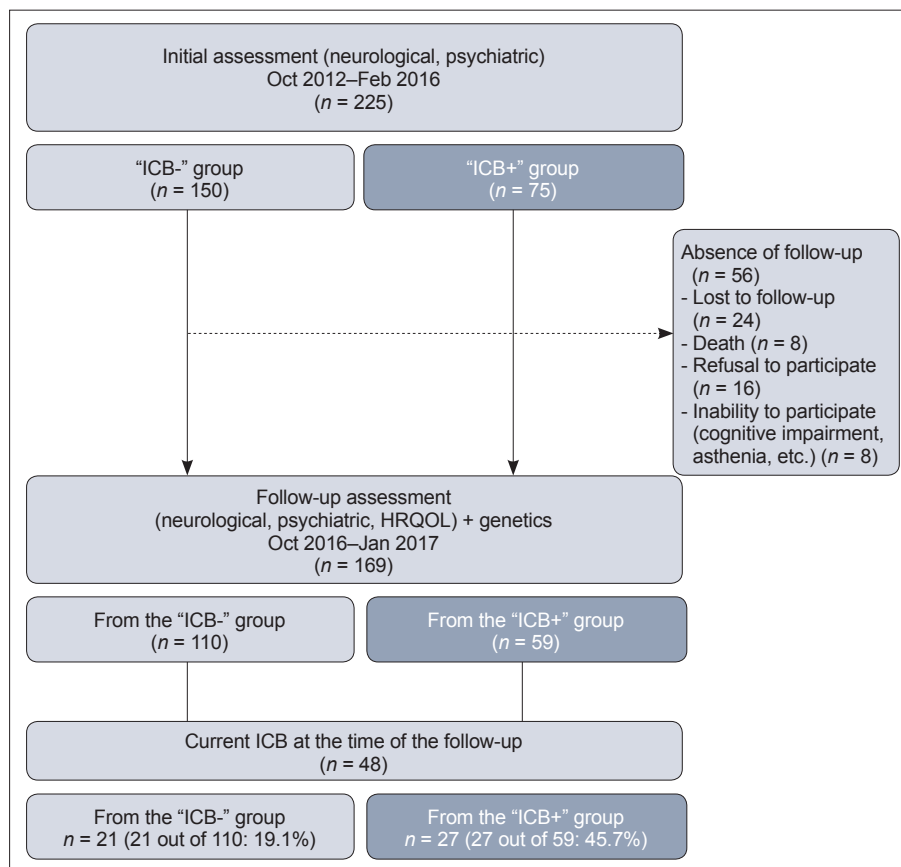 Initial assessment (neurological, psychiatric)
Oct 2012–Feb 2016
(n = 225)
“ICB-” group
(n = 150)
“ICB+” group
(n = 75)
Absence of follow-up
(n = 56)
- Lost to follow-up
(n = 24)
- Death (n = 8)
- Refusal to participate
(n = 16)
- Inability to participate
(cognitive impairment,
asthenia, etc.) (n = 8)
Follow-up assessment
(neurological, psychiatric, HRQOL) + genetics
Oct 2016–Jan 2017
(n = 169)
From the “ICB-” group
(n = 110)
From the “ICB+” group
(n = 59)
Current ICB at the time of the follow-up
(n = 48)
From the “ICB-” group
n = 21 (21 out of 110: 19.1%)
From the “ICB+” group
n = 27 (27 out of 59: 45.7%)